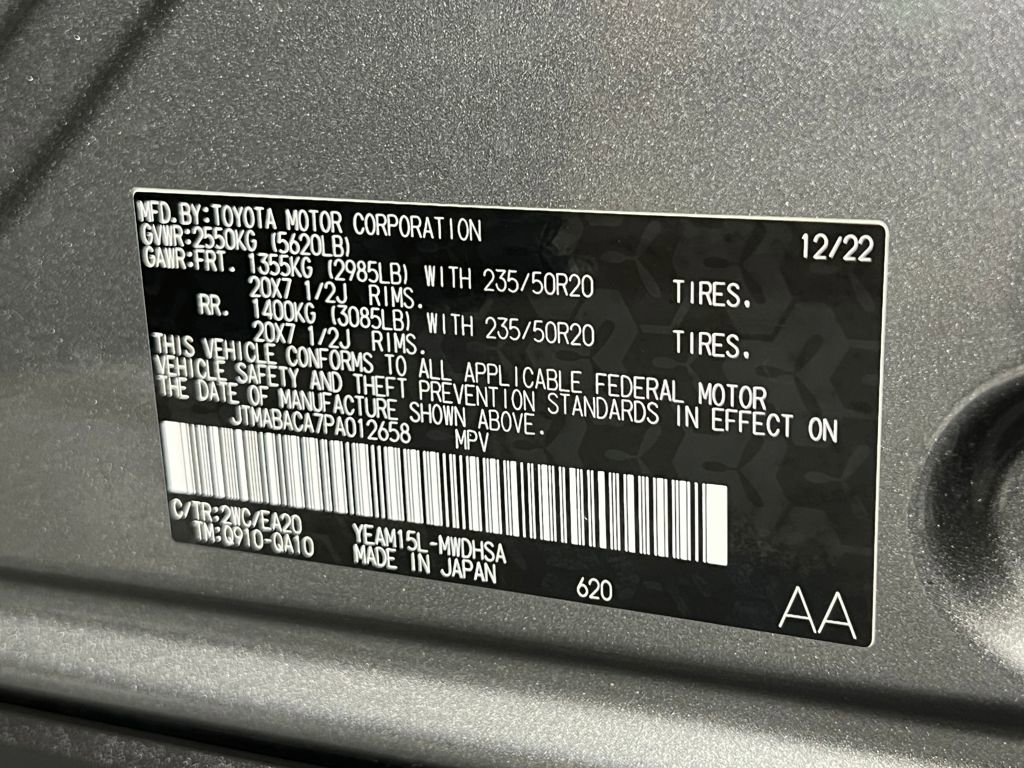 MFD.BY:TOYOTA MOTOR CORPORATION 12/22
GVWR:2550KG (5620LB)
GAWR:FRT. 1355KG (2985LB) WITH 235/50R20 TIRES.
20X7 1/2J RIMS.
RR. 1400KG (3085LB) WITH 235/50R20 TIRES.
20X7 1/2J RIMS.
THIS VEHICLE CONFORMS TO ALL APPLICABLE FEDERAL MOTOR
VEHICLE SAFETY AND THEFT PREVENTION STANDARDS IN EFFECT ON
THE DATE OF MANUFACTURE SHOWN ABOVE.
JTMABACA7PA012658 MPV
C/TR:2WC/EA20 YEAM15L-MWDHSA
TM:Q910-QA10 MADE IN JAPAN
620
AA